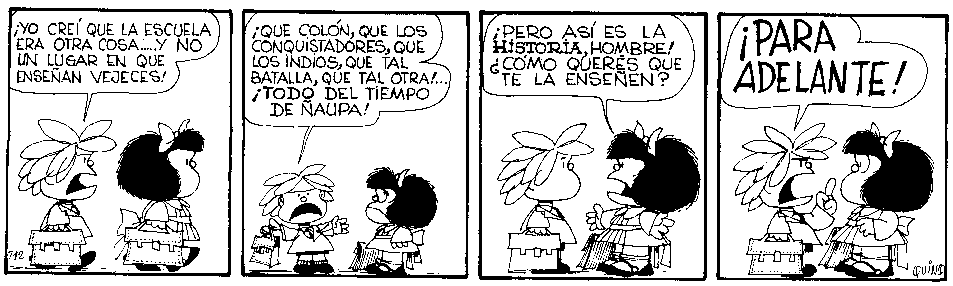 ¡YO CREÍ QUE LA ESCUELA
ERA OTRA COSA....Y NO
UN LUGAR EN QUE
ENSEÑAN VEJECES!
¡QUE COLÓN, QUE LOS
CONQUISTADORES, QUE
LOS INDIOS, QUE TAL
BATALLA, QUE TAL OTRA!...
¡TODO DEL TIEMPO
DE ÑAUPA!
¡PERO ASÍ ES LA
HISTORIA, HOMBRE!
¿CÓMO QUERÉS QUE
TE LA ENSEÑEN?
¡PARA
ADELANTE!
712
QUINO